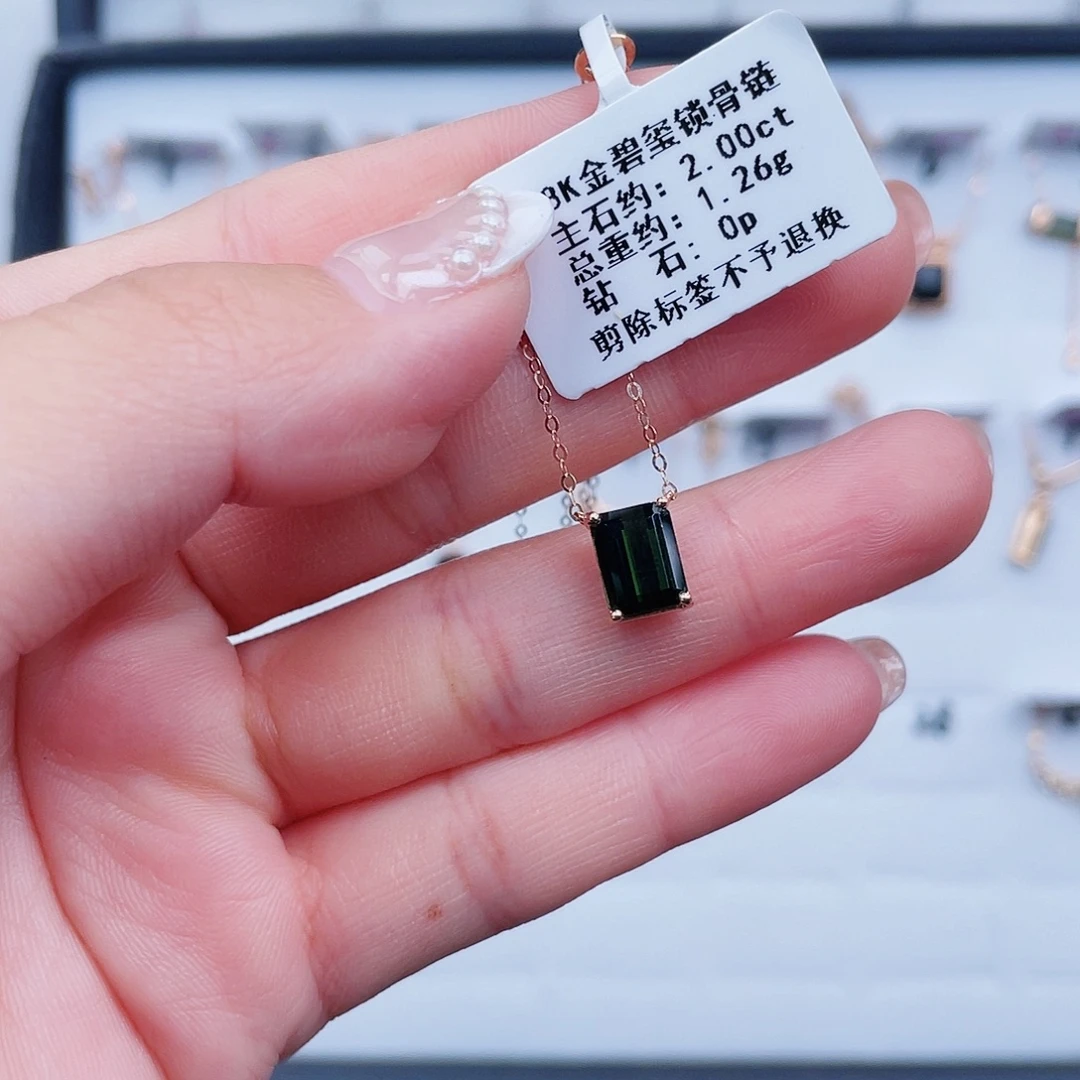 8K金碧玺锁骨链
主石约: 2.00ct
总重约: 1.26g
钻 石: 0p
剪除标签不予退换